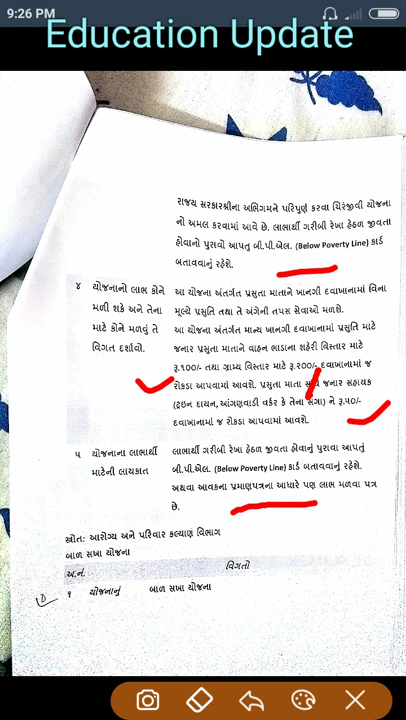 9:26 PM
Education Update
રાજ્ય સરકારશ્રીના અભિગમને પરિપુર્ણ કરવા ચિરંજીવી યોજના
નો અમલ કરવામાં આવે છે. લાભાર્થી ગરીબી રેખા હેઠળ જીવતા
હોવાનો પુરાવો આપતુ બી.પી.એલ. (Below Poverty Line) કાર્ડ
બતાવવાનું રહેશે.
૪ યોજનાનો લાભ કોને આ યોજના અંતર્ગત પ્રસુતા માતાને ખાનગી દવાખાનામાં વિના
મળી શકે અને તેના મૂલ્યે પ્રસુતિ તથા તે અંગેની તપસ સેવાઓ મળશે.
માટે કોને મળવું તે આ યોજના અંતર્ગત માન્ય ખાનગી દવાખાનામાં પ્રસુતિ માટે
વિગત દર્શાવો. જનાર પ્રસુતા માતાને વાહન ભાડાના શહેરી વિસ્તાર માટે
રૂ.૧૦૦/- તથા ગ્રામ્ય વિસ્તાર માટે રૂ.૨૦૦/- દવાખાનામાં જ
રોકડા આપવામાં આવશે. પ્રસુતા માતા સાથે જનાર સહાયક
(ટ્રઇન દાયન, આંગણવાડી વર્કર કે તેના સગા) ને રૂ.૫૦/-
દવાખાનામાં જ રોકડા આપવામાં આવશે.
૫ યોજનાના લાભાર્થી લાભાર્થી ગરીબી રેખા હેઠળ જીવતા હોવાનું પુરાવા આપતું
માટેની લાયકાત બી.પી.એલ. (Below Poverty Line) કાર્ડ બતાવવાનું રહેશે.
અથવા આવકના પ્રમાણપત્રના આધારે પણ લાભ મળવા પત્ર
છે.
સ્ત્રોત: આરોગ્ય અને પરિવાર કલ્યાણ વિભાગ
બાળ સખા યોજના
અ.નં. વિગતો
૧ યોજનાનું બાળ સખા યોજના